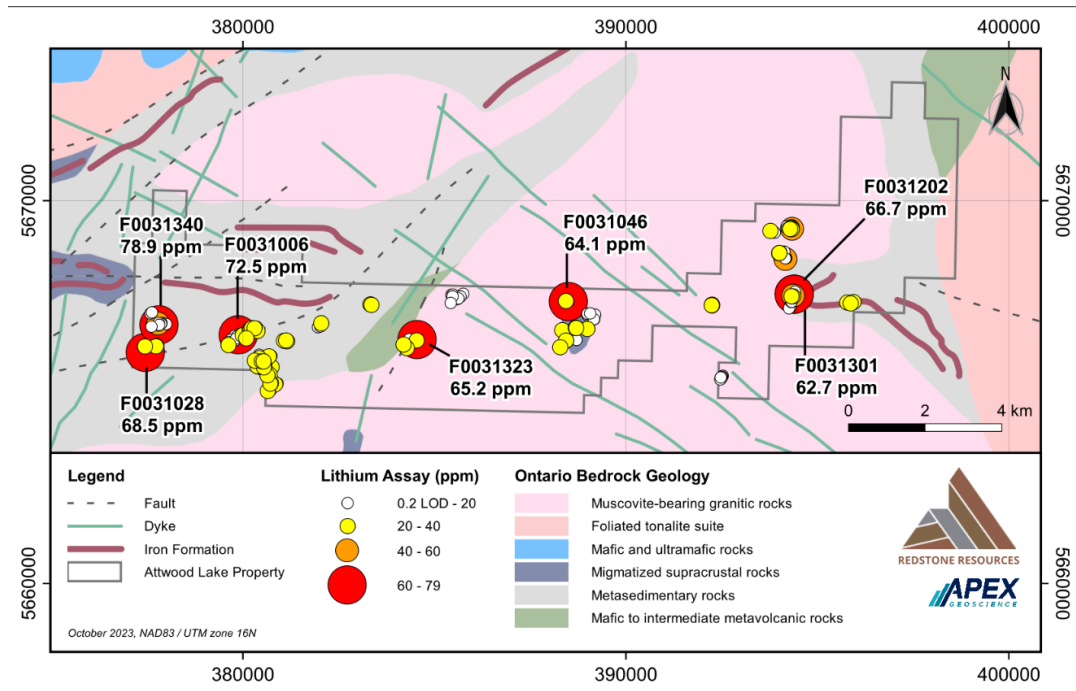 380000
390000
400000
N
5670000
5670000
F0031202
66.7 ppm
F0031340
78.9 ppm
F0031046
64.1 ppm
F0031006
72.5 ppm
F0031323
65.2 ppm
F0031301
62.7 ppm
F0031028
68.5 ppm
0 2 4 km
Legend
Fault
Dyke
Iron Formation
Attwood Lake Property
October 2023, NAD83 / UTM zone 16N
Lithium Assay (ppm)
0.2 LOD - 20
20 - 40
40 - 60
60 - 79
Ontario Bedrock Geology
Muscovite-bearing granitic rocks
Foliated tonalite suite
Mafic and ultramafic rocks
Migmatized supracrustal rocks
Metasedimentary rocks
Mafic to intermediate metavolcanic rocks
REDSTONE RESOURCES
APEX
GEOSCIENCE
5660000
5660000
380000
390000
400000